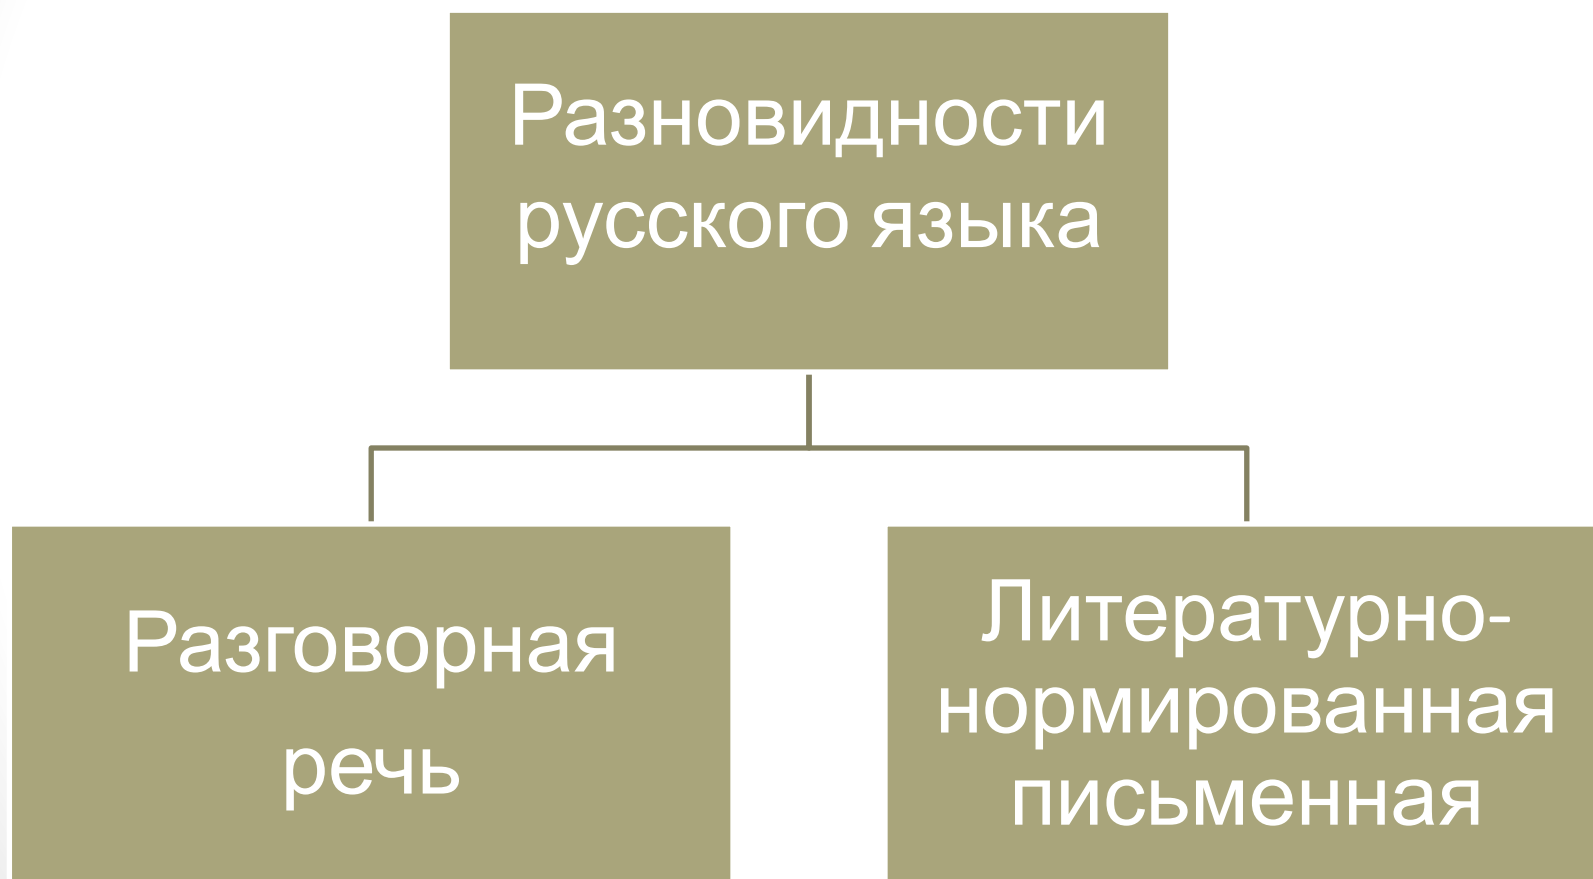 Разновидности
русского языка
Разговорная
речь
Литературно-
нормированная
письменная